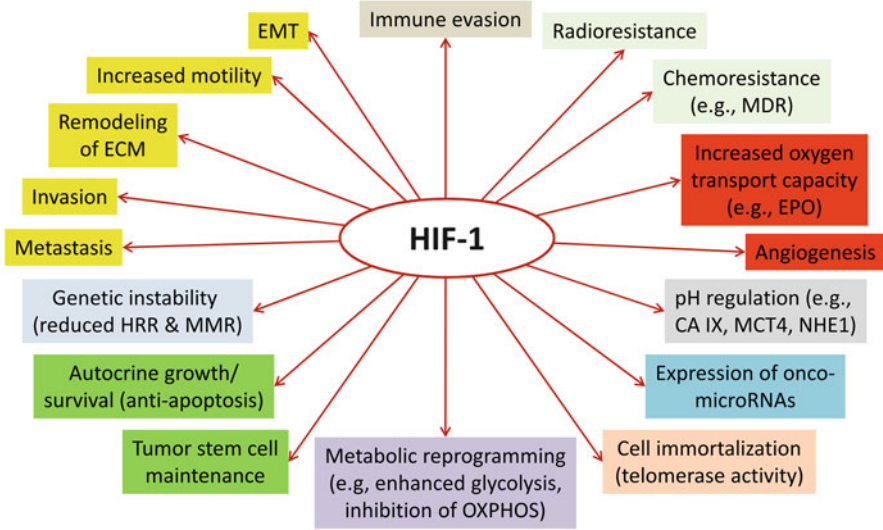 Immune evasion
EMT
Radioresistance
Increased motility
Chemoresistance
(e.g., MDR)
Remodeling
of ECM
Increased oxygen
transport capacity
(e.g., EPO)
Invasion
HIF-1
Metastasis
Angiogenesis
Genetic instability
(reduced HRR & MMR)
pH regulation (e.g.,
CA IX, MCT4, NHE1)
Autocrine growth/
survival (anti-apoptosis)
Expression of onco-
microRNAs
Tumor stem cell
maintenance
Metabolic reprogramming
(e.g, enhanced glycolysis,
inhibition of OXPHOS)
Cell immortalization
(telomerase activity)